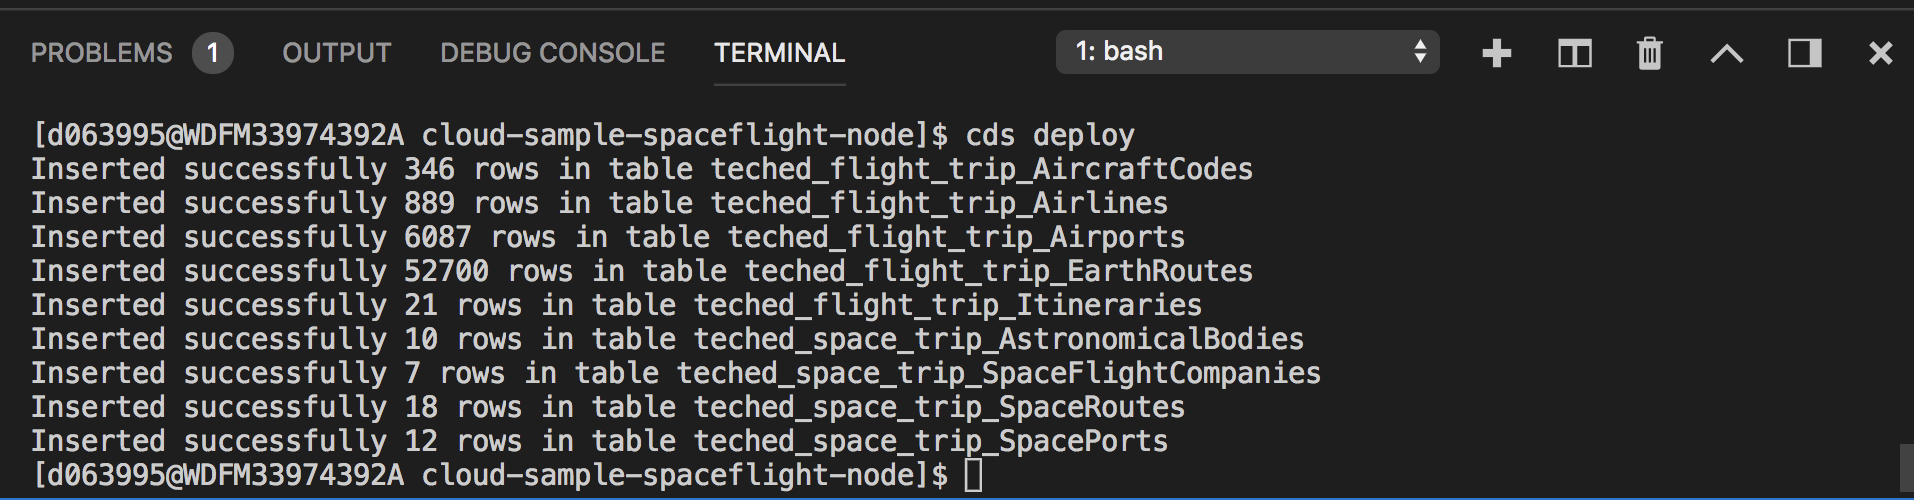 PROBLEMS 1 OUTPUT DEBUG CONSOLE TERMINAL 1: bash
[d063995@WDFM33974392A cloud-sample-spaceflight-node]$ cds deploy
Inserted successfully 346 rows in table teched_flight_trip_AircraftCodes
Inserted successfully 889 rows in table teched_flight_trip_Airlines
Inserted successfully 6087 rows in table teched_flight_trip_Airports
Inserted successfully 52700 rows in table teched_flight_trip_EarthRoutes
Inserted successfully 21 rows in table teched_flight_trip_Itineraries
Inserted successfully 10 rows in table teched_space_trip_AstronomicalBodies
Inserted successfully 7 rows in table teched_space_trip_SpaceFlightCompanies
Inserted successfully 18 rows in table teched_space_trip_SpaceRoutes
Inserted successfully 12 rows in table teched_space_trip_SpacePorts
[d063995@WDFM33974392A cloud-sample-spaceflight-node]$